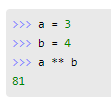 >>> a = 3
>>> b = 4
>>> a ** b
81